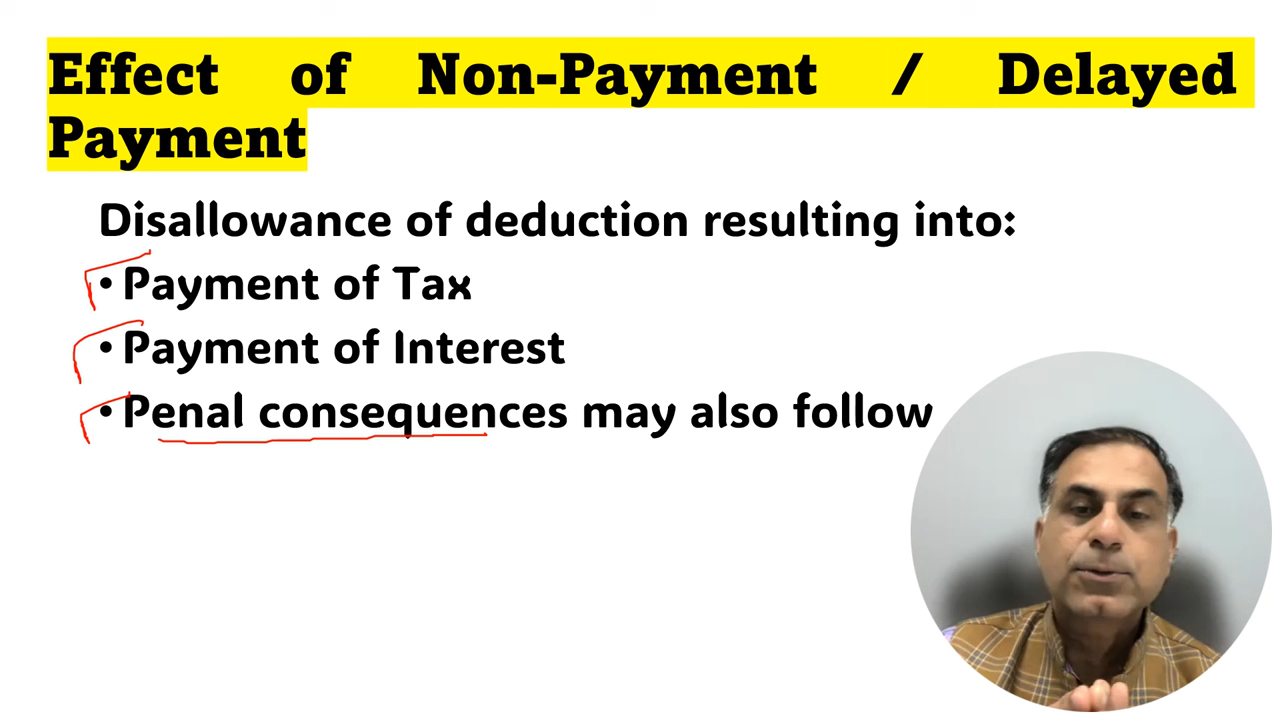 Effect of Non-Payment / Delayed
Payment
Disallowance of deduction resulting into:
• Payment of Tax
• Payment of Interest
• Penal consequences may also follow